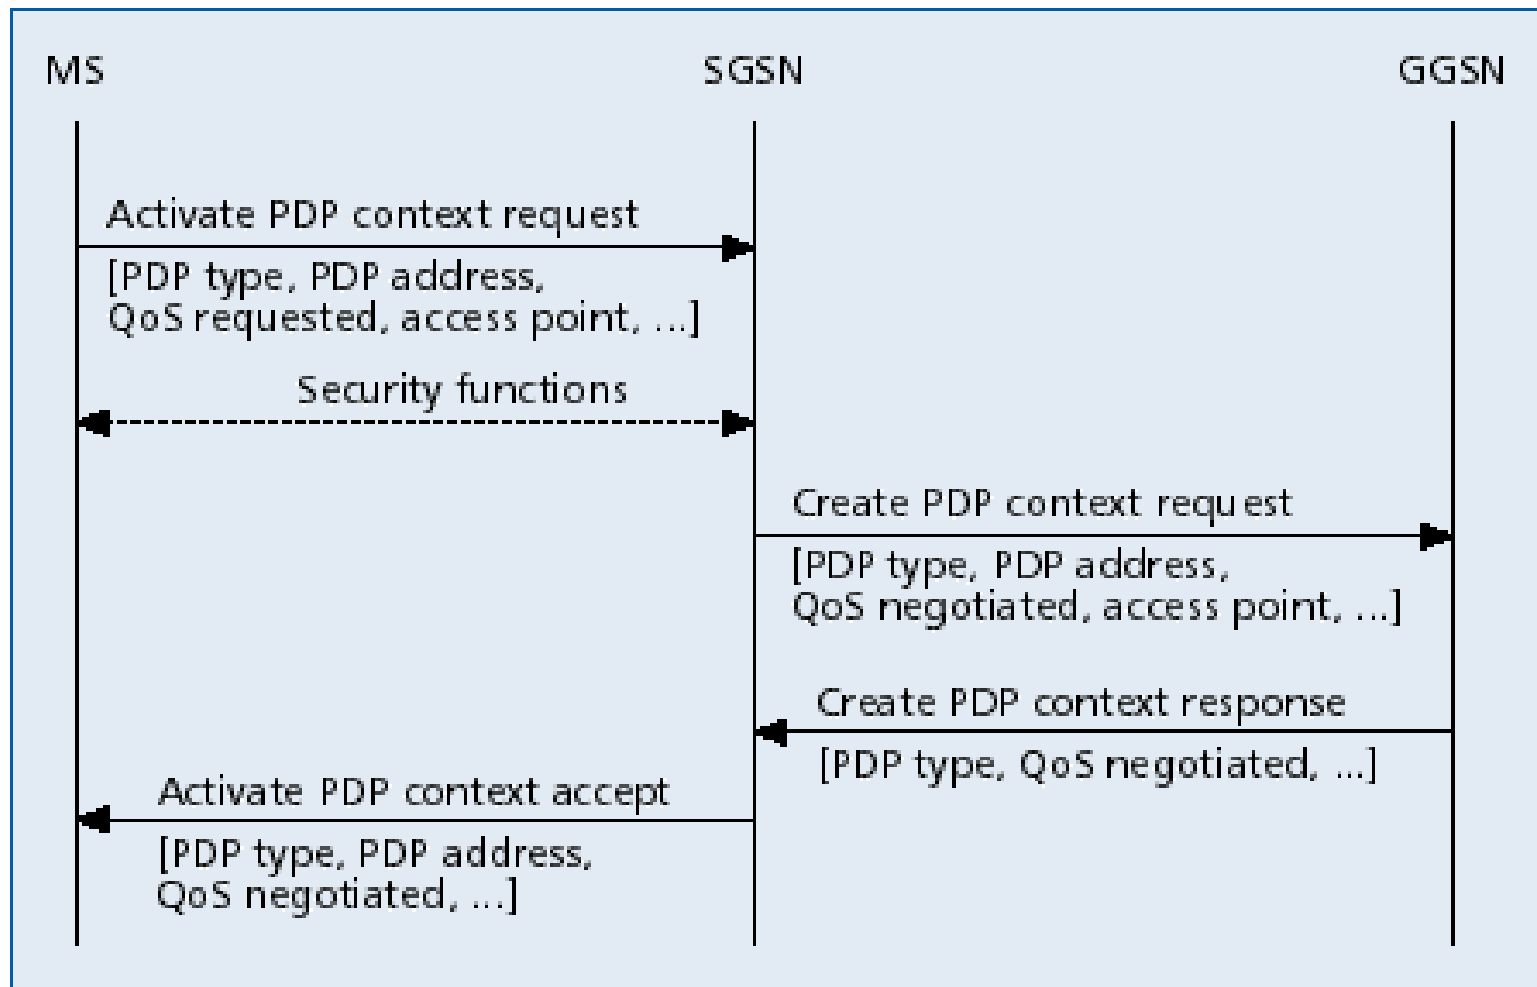 MS SGSN GGSN
Activate PDP context request
[PDP type, PDP address,
QoS requested, access point, ...]
Security functions
Create PDP context request
[PDP type, PDP address,
QoS negotiated, access point, ...]
Create PDP context response
[PDP type, QoS negotiated, ...]
Activate PDP context accept
[PDP type, PDP address,
QoS negotiated, ...]